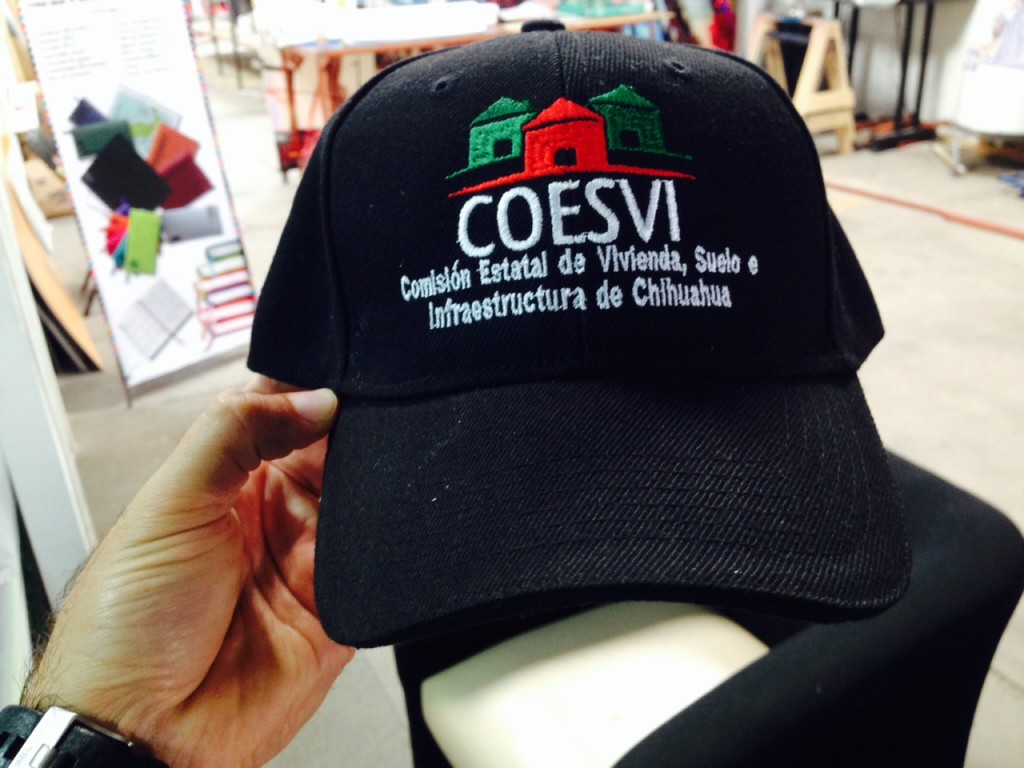 COESVI
Comisión Estatal de Vivienda, Suelo e
Infraestructura de Chihuahua